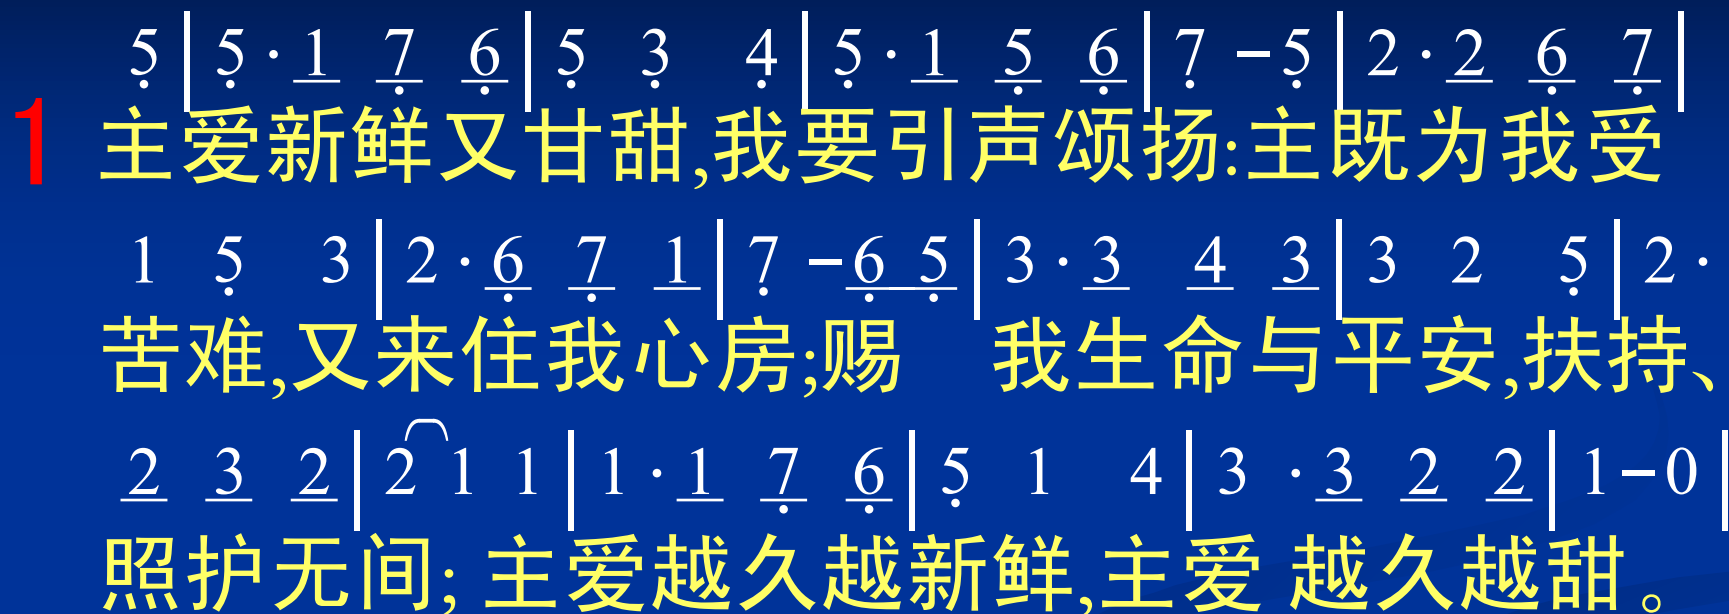 5̣ | 5̣ · 1 7̣ 6̣ | 5̣ 3̣ 4̣ | 5̣ · 1 5̣ 6̣ | 7̣ － 5̣ | 2 · 2 6̣ 7̣ |
1 主爱新鲜又甘甜,我要引声颂扬:主既为我受
1 5̣ 3 | 2 · 6̣ 7̣ 1 | 7̣ － 6̣ 5̣ | 3 · 3 4 3 | 3 2 5̣ | 2 ·
苦难,又来住我心房;赐 我生命与平安,扶持、
2 3 2 | 2 1 1 | 1 · 1 7̣ 6̣ | 5̣ 1 4 | 3 · 3 2 2 | 1 － 0 |
照护无间; 主爱越久越新鲜,主爱 越久越甜。